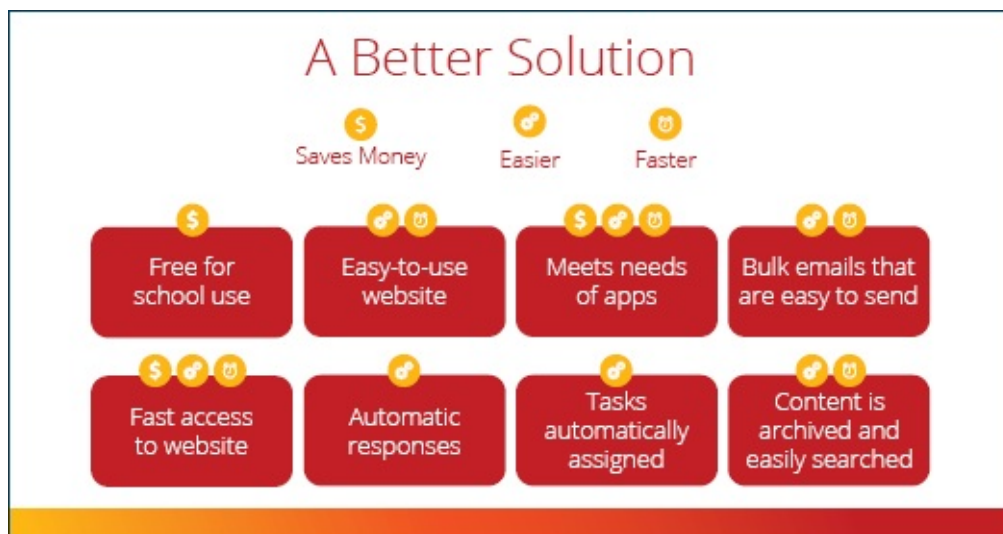 A Better Solution
$
Saves Money
Easier
Faster
$
Free for
school use
Easy-to-use
website
$
Meets needs
of apps
Bulk emails that
are easy to send
$
Fast access
to website
Automatic
responses
Tasks
automatically
assigned
Content is
archived and
easily searched